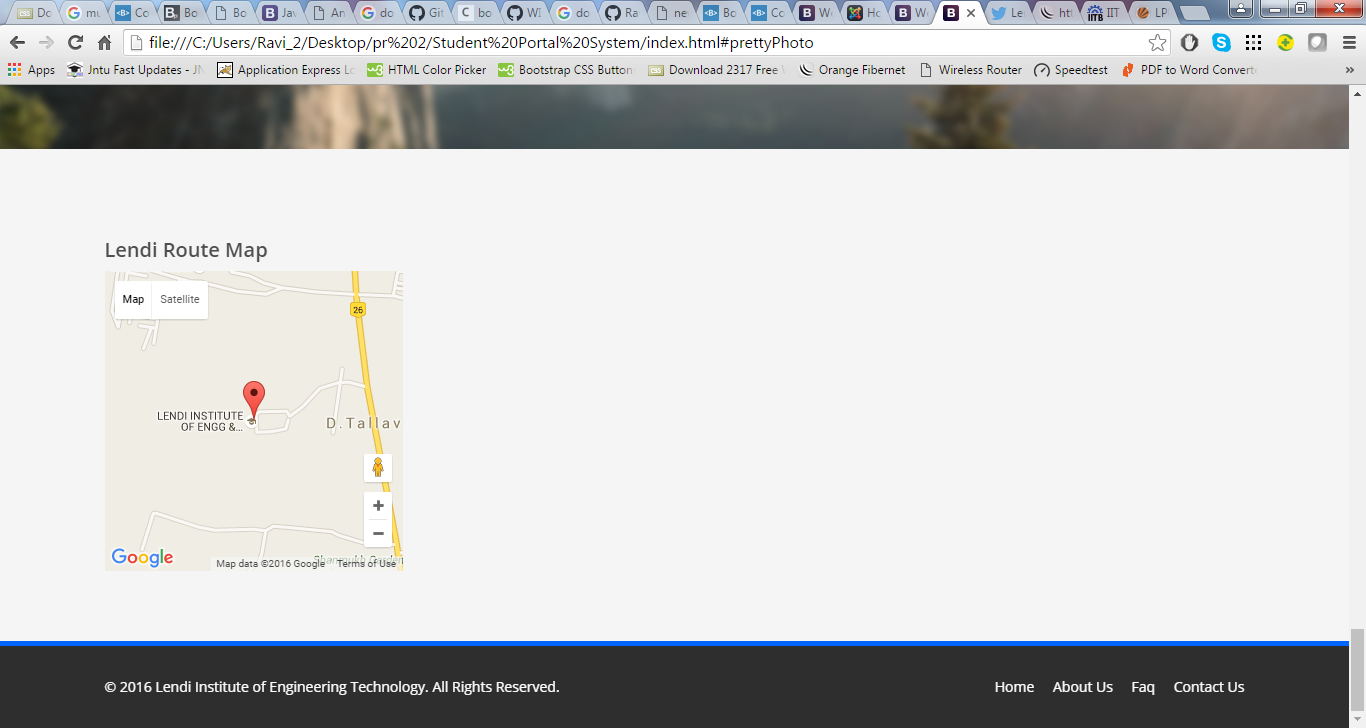 Do
mu
Co
Bo
Bo
Jav
An
do
Git
bo
WI
do
Ra
ne
Bo
Co
We
Ho
We
Le
htt
IIT
LP
file:///C:/Users/Ravi_2/Desktop/pr%202/Student%20Portal%20System/index.html#prettyPhoto
Apps
Jntu Fast Updates - JN
Application Express Lo
HTML Color Picker
Bootstrap CSS Button
Download 2317 Free
Orange Fibernet
Wireless Router
Speedtest
PDF to Word Convert
»
Lendi Route Map
Map Satellite
26
LENDI INSTITUTE
OF ENGG &...
D.Tallav
+
−
Google
Map data ©2016 Google Terms of Use
© 2016 Lendi Institute of Engineering Technology. All Rights Reserved.
Home About Us Faq Contact Us